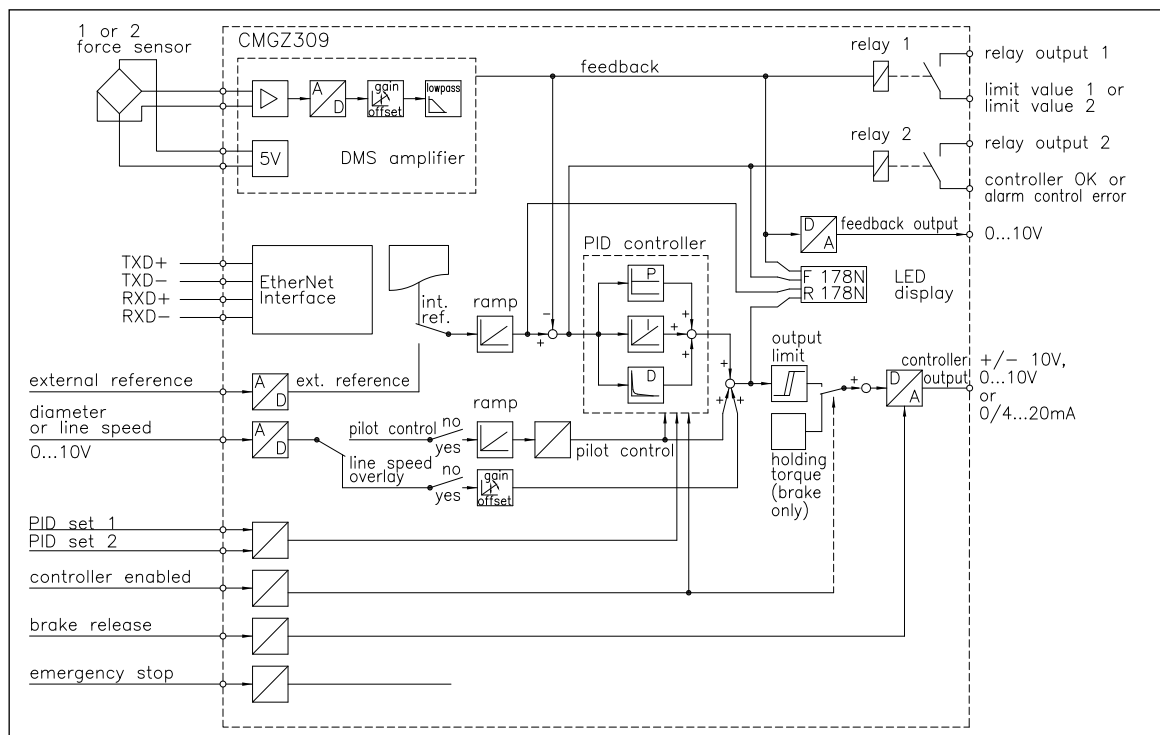 1 or 2
force sensor
CMGZ309
A
D
gain
offset
lowpass
5V
DMS amplifier
feedback
relay 1
relay output 1
limit value 1 or
limit value 2
relay 2
relay output 2
controller OK or
alarm control error
D
A
feedback output
0...10V
TXD+
TXD-
RXD+
RXD-
EtherNet
Interface
int.
ref.
ramp
-
+
PID controller
P
I
D
+
+
+
F 178N
R 178N
LED
display
external reference
A
D
ext. reference
diameter
or line speed
0...10V
A
D
pilot control
no
yes
ramp
pilot control
line speed
overlay
no
yes
gain
offset
+
+
+
output
limit
holding
torque
(brake
only)
+
D
A
controller
output
+/- 10V,
0...10V
or
0/4...20mA
PID set 1
PID set 2
controller enabled
brake release
emergency stop